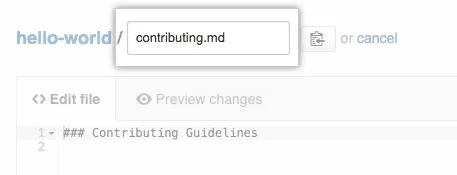 hello-world / contributing.md or cancel
<> Edit file Preview changes
1 ### Contributing Guidelines
2